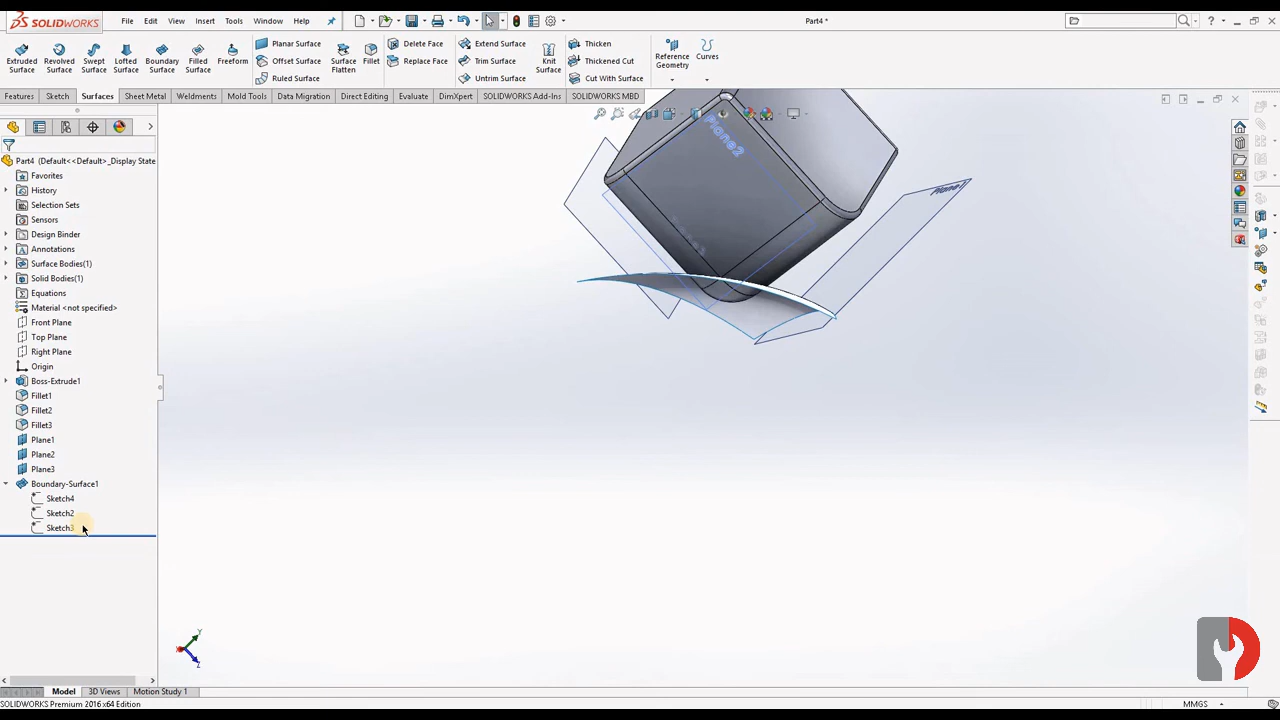 SOLIDWORKS File Edit View Insert Tools Window Help Part4 *
Extruded Surface
Revolved Surface
Swept Surface
Lofted Surface
Boundary Surface
Filled Surface
Freeform
Planar Surface
Offset Surface
Ruled Surface
Surface Flatten
Fillet
Delete Face
Replace Face
Extend Surface
Trim Surface
Untrim Surface
Knit Surface
Thicken
Thickened Cut
Cut With Surface
Reference Geometry
Curves
Features Sketch Surfaces Sheet Metal Weldments Mold Tools Data Migration Direct Editing Evaluate DimXpert SOLIDWORKS Add-Ins SOLIDWORKS MBD
Part4 (Default<<Default>_Display State
Favorites
History
Selection Sets
Sensors
Design Binder
Annotations
Surface Bodies(1)
Solid Bodies(1)
Equations
Material <not specified>
Front Plane
Top Plane
Right Plane
Origin
Boss-Extrude1
Fillet1
Fillet2
Fillet3
Plane1
Plane2
Plane3
Boundary-Surface1
Sketch4
Sketch2
Sketch3
Plane2
Y
X
Z
Model 3D Views Motion Study 1
SOLIDWORKS Premium 2016 x64 Edition MMGS